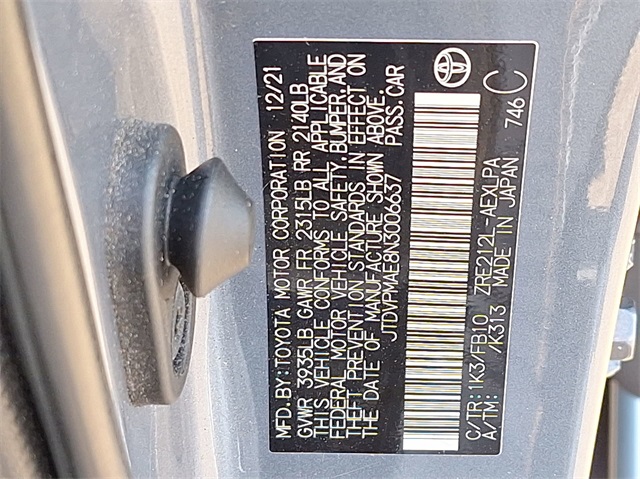 MFD.BY:TOYOTA MOTOR CORPORATION 12/21
GVWR 3935LB GAWR FR 2315LB RR 2140LB
THIS VEHICLE CONFORMS TO ALL APPLICABLE
FEDERAL MOTOR VEHICLE SAFETY,BUMPER,AND
THEFT PREVENTION STANDARDS IN EFFECT ON
THE DATE OF MANUFACTURE SHOWN ABOVE.
JTDVPMAE8N3006637 PASS.CAR
C/TR:1K3/FB10 ZRE212L-AEXLPA 746 C
A/TM: /K313 MADE IN JAPAN